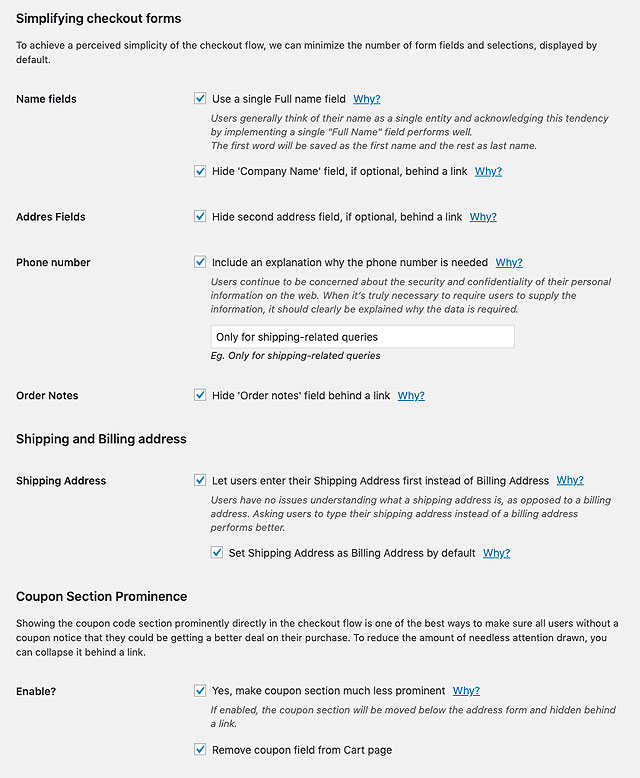 Simplifying checkout forms
To achieve a perceived simplicity of the checkout flow, we can minimize the number of form fields and selections, displayed by
default.
Name fields
Use a single Full name field Why?
Users generally think of their name as a single entity and acknowledging this tendency
by implementing a single "Full Name" field performs well.
The first word will be saved as the first name and the rest as last name.
Hide 'Company Name' field, if optional, behind a link Why?
Addres Fields
Hide second address field, if optional, behind a link Why?
Phone number
Include an explanation why the phone number is needed Why?
Users continue to be concerned about the security and confidentiality of their personal
information on the web. When it's truly necessary to require users to supply the
information, it should clearly be explained why the data is required.
Only for shipping-related queries
Eg. Only for shipping-related queries
Order Notes
Hide 'Order notes' field behind a link Why?
Shipping and Billing address
Shipping Address
Let users enter their Shipping Address first instead of Billing Address Why?
Users have no issues understanding what a shipping address is, as opposed to a billing
address. Asking users to type their shipping address instead of a billing address
performs better.
Set Shipping Address as Billing Address by default Why?
Coupon Section Prominence
Showing the coupon code section prominently directly in the checkout flow is one of the best ways to make sure all users without a
coupon notice that they could be getting a better deal on their purchase. To reduce the amount of needless attention drawn, you
can collapse it behind a link.
Enable?
Yes, make coupon section much less prominent Why?
If enabled, the coupon section will be moved below the address form and hidden behind
a link.
Remove coupon field from Cart page